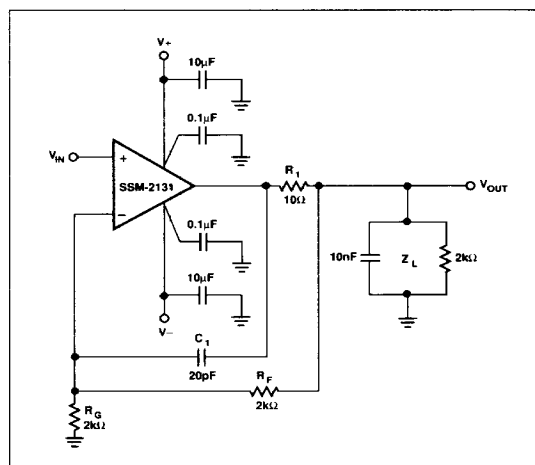 V+
10µF
0.1µF
VIN
+
SSM-2131
−
R1
10Ω
VOUT
0.1µF
10nF
ZL
2kΩ
10µF
V−
C1
20pF
RF
2kΩ
RG
2kΩ